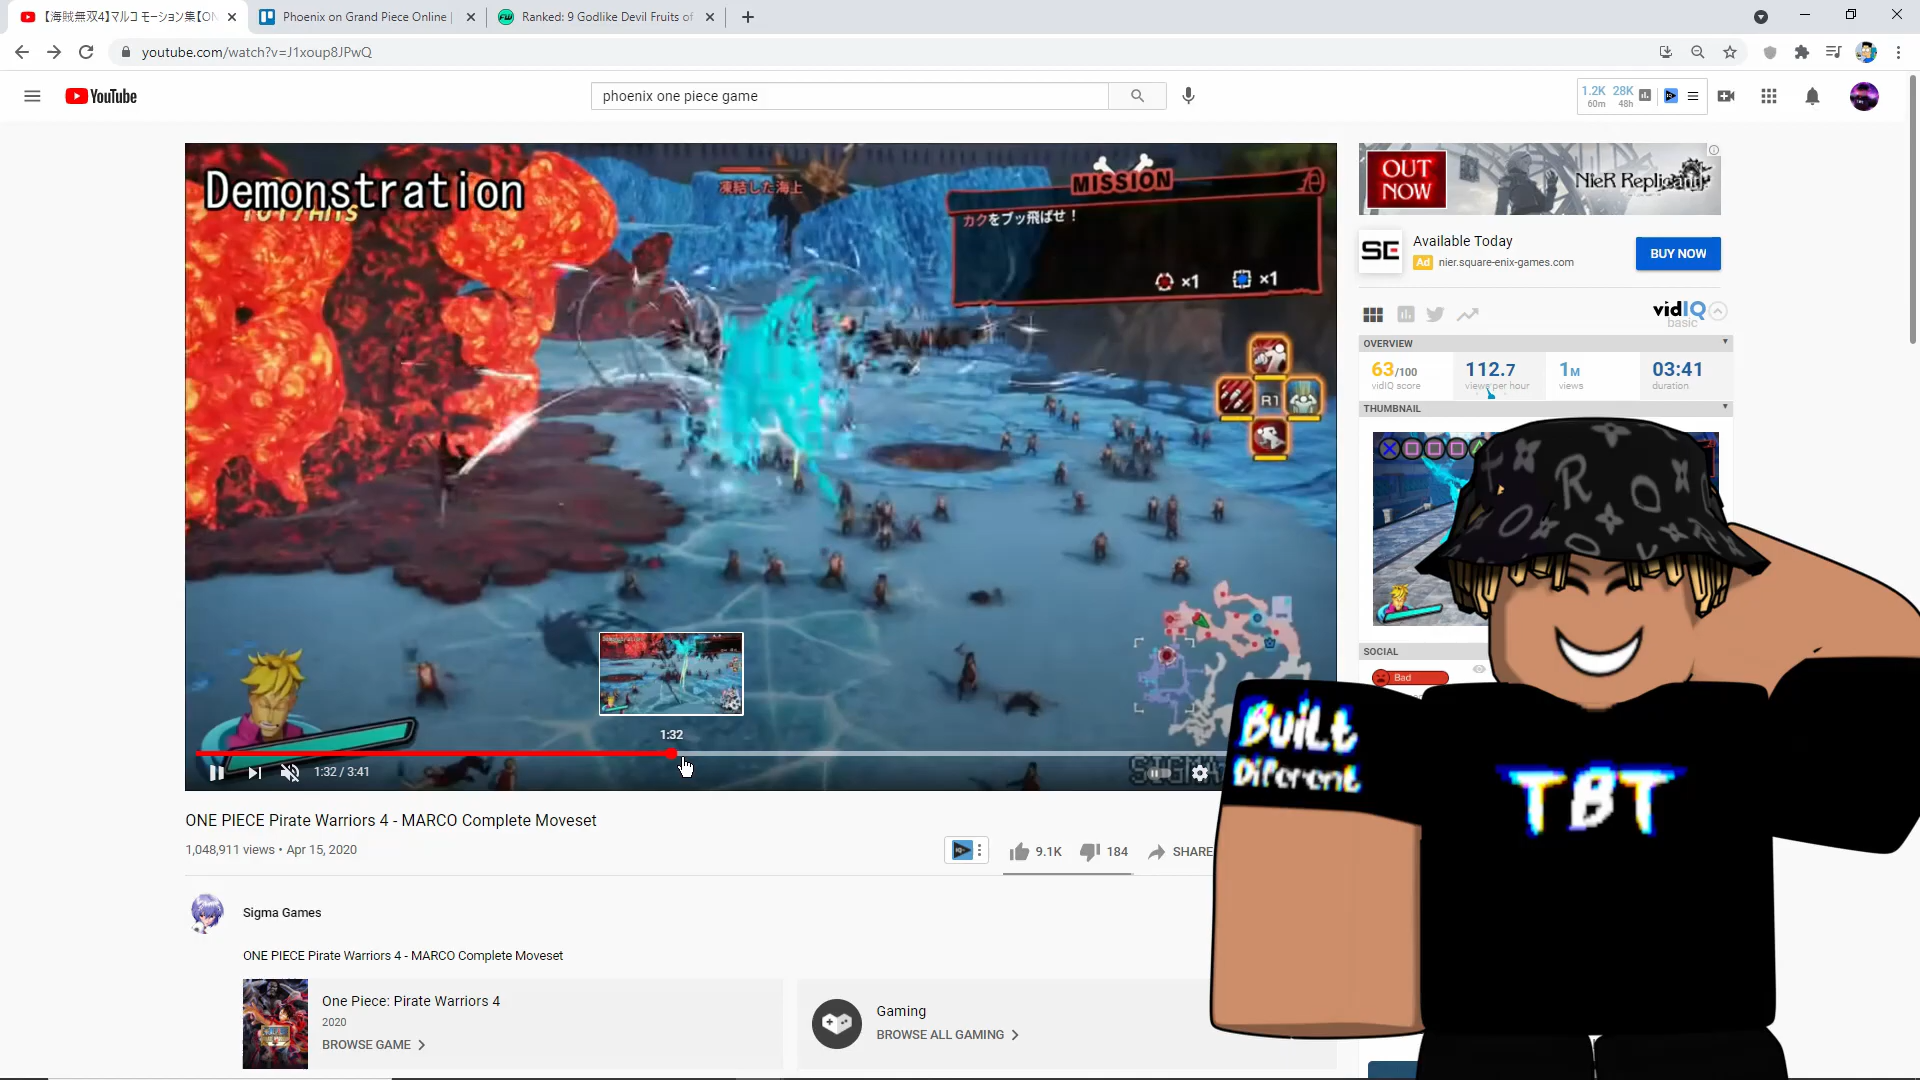 【海賊無双4】マルコ モーション集【ON
Phoenix on Grand Piece Online |
Ranked: 9 Godlike Devil Fruits of
youtube.com/watch?v=J1xoup8JPwQ
YouTube
phoenix one piece game
1.2K 28K
60m 48h
Demonstration
凍結した海上
MISSION
カクをブッ飛ばせ！
×1 ×1
R1
1:32
1:32 / 3:41
OUT NOW
NieR Replicant
SE
Available Today
Ad nier.square-enix-games.com
BUY NOW
vidIQ
basic
OVERVIEW
63/100
vidIQ score
112.7
views per hour
1M
views
03:41
duration
THUMBNAIL
SOCIAL
Bad
Built
Diferent
TBT
ONE PIECE Pirate Warriors 4 - MARCO Complete Moveset
1,048,911 views • Apr 15, 2020
9.1K
184
SHARE
Sigma Games
ONE PIECE Pirate Warriors 4 - MARCO Complete Moveset
One Piece: Pirate Warriors 4
2020
BROWSE GAME
Gaming
BROWSE ALL GAMING